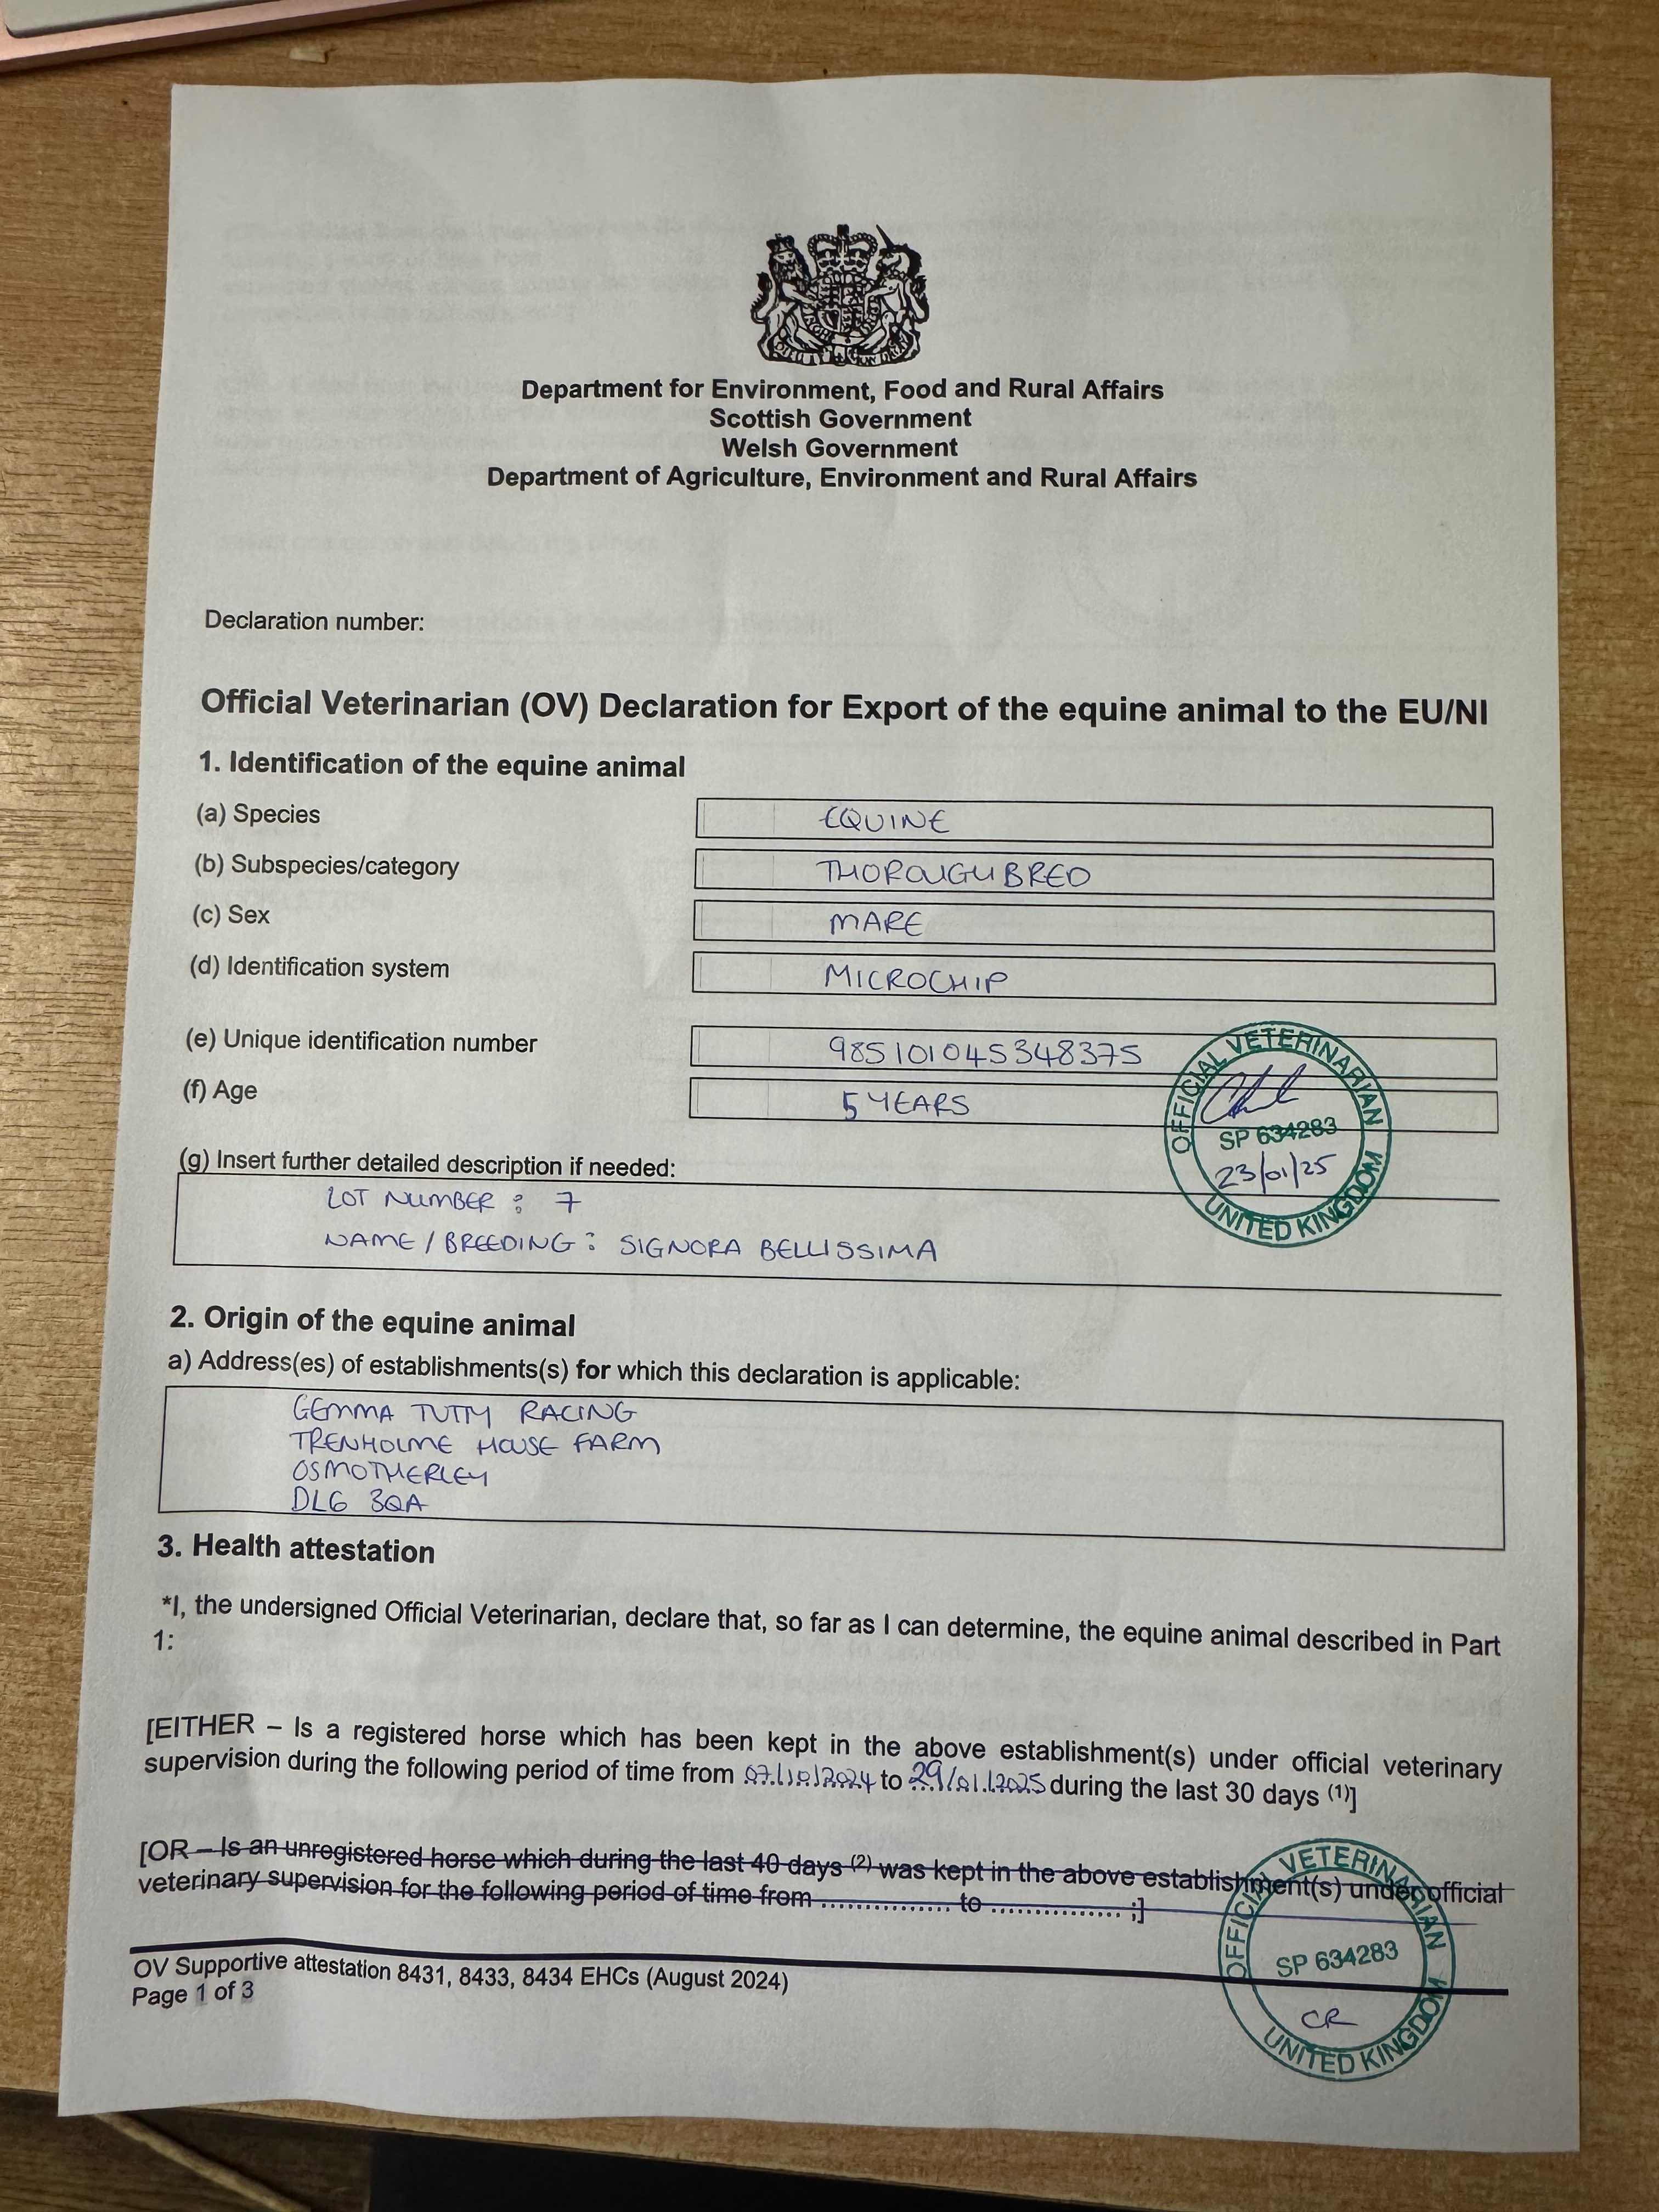 Department for Environment, Food and Rural Affairs
Scottish Government
Welsh Government
Department of Agriculture, Environment and Rural Affairs
Declaration number:
Official Veterinarian (OV) Declaration for Export of the equine animal to the EU/NI
1. Identification of the equine animal
(a) Species EQUINE
(b) Subspecies/category THOROUGHBRED
(c) Sex MARE
(d) Identification system MICROCHIP
(e) Unique identification number 985101045348375
(f) Age 5 YEARS
OFFICIAL VETERINARIAN
SP 634283
23/01/25
UNITED KINGDOM
(g) Insert further detailed description if needed:
LOT NUMBER : 7
NAME / BREEDING : SIGNORA BELLISSIMA
2. Origin of the equine animal
a) Address(es) of establishments(s) for which this declaration is applicable:
GEMMA TUTTY RACING
TRENHOLME HOUSE FARM
OSMOTHERLEY
DL6 3QA
3. Health attestation
*I, the undersigned Official Veterinarian, declare that, so far as I can determine, the equine animal described in Part
1:
[EITHER – Is a registered horse which has been kept in the above establishment(s) under official veterinary
supervision during the following period of time from 07/10/2024 to 29/01/2025 during the last 30 days (1)]
[OR – Is an unregistered horse which during the last 40 days (2) was kept in the above establishment(s) under official
veterinary supervision for the following period of time from ............... to ............... ;]
OV Supportive attestation 8431, 8433, 8434 EHCs (August 2024)
Page 1 of 3
OFFICIAL VETERINARIAN
SP 634283
CR
UNITED KINGDOM